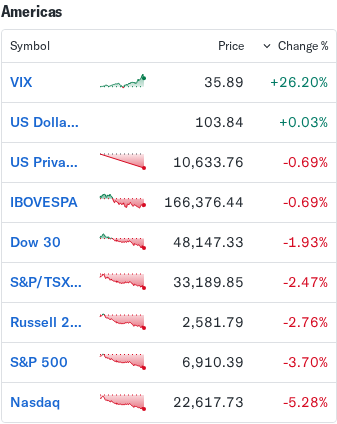 Americas
Symbol Price Change %
VIX 35.89 +26.20%
US Dolla... 103.84 +0.03%
US Priva... 10,633.76 -0.69%
IBOVESPA 166,376.44 -0.69%
Dow 30 48,147.33 -1.93%
S&P/TSX... 33,189.85 -2.47%
Russell 2... 2,581.79 -2.76%
S&P 500 6,910.39 -3.70%
Nasdaq 22,617.73 -5.28%